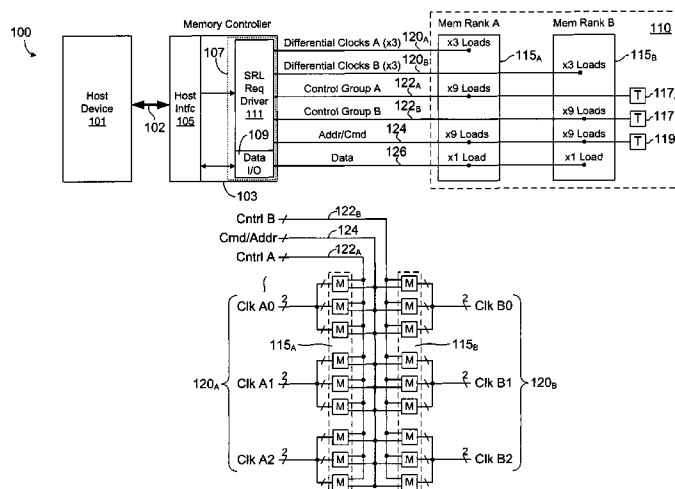 100
Host
Device
101
102
Memory Controller
107
Host
Intfc
105
SRL
Req
Driver
111
109
Data
I/O
103
Differential Clocks A (x3) 120A
Differential Clocks B (x3) 120B
Control Group A 122A
Control Group B 122B
Addr/Cmd 124
Data 126
Mem Rank A
Mem Rank B
110
x3 Loads
115A
x3 Loads
115B
x9 Loads
T
x9 Loads
T
117
x9 Loads
x9 Loads
T
119
x1 Load
x1 Load
Cntrl B 122B
Cmd/Addr 124
Cntrl A 122A
Clk A0 2
M M
M M
M M
2 Clk B0
115A
115B
120A
Clk A1 2
M M
M M
M M
2 Clk B1
120B
Clk A2 2
M M
M M
M M
2 Clk B2